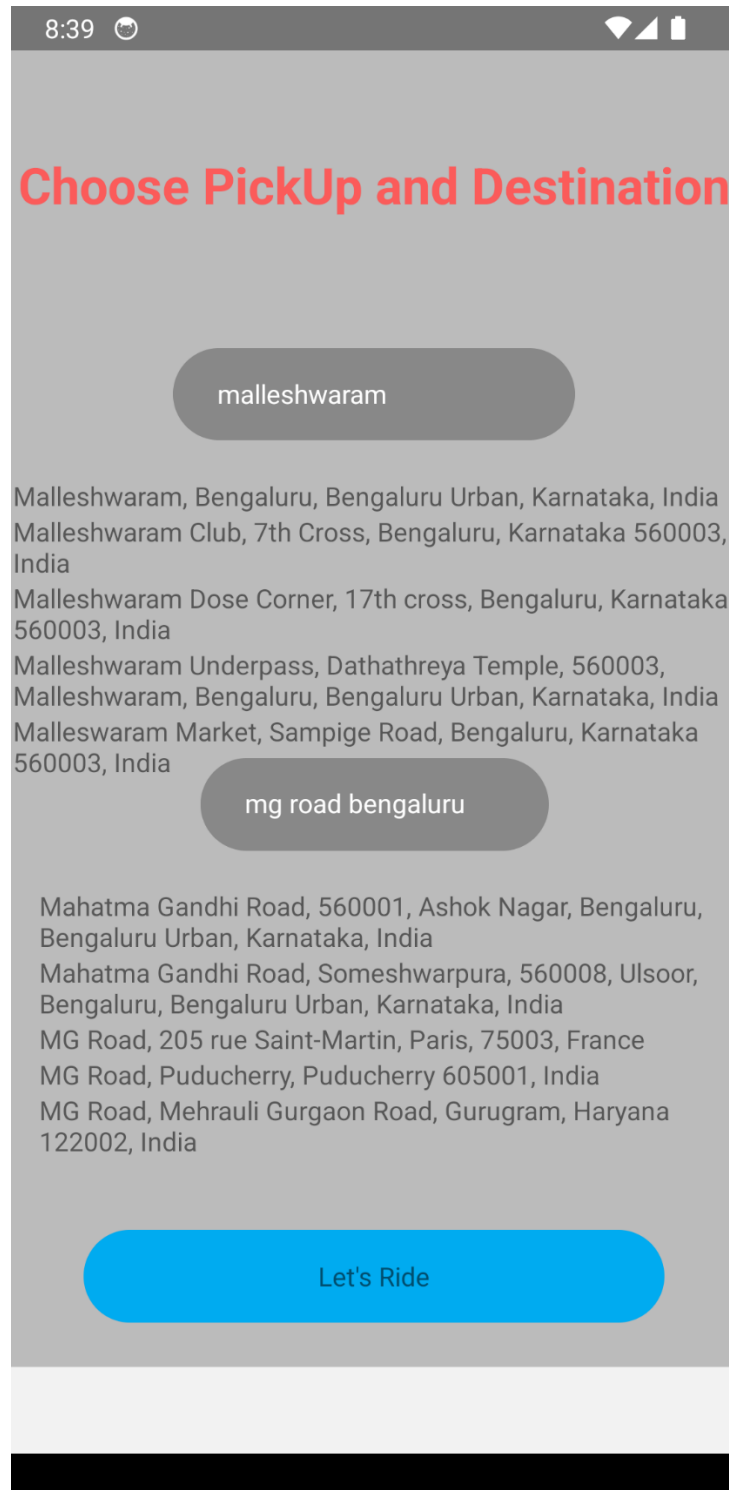 8:39
Choose PickUp and Destination
malleshwaram
Malleshwaram, Bengaluru, Bengaluru Urban, Karnataka, India
Malleshwaram Club, 7th Cross, Bengaluru, Karnataka 560003,
India
Malleshwaram Dose Corner, 17th cross, Bengaluru, Karnataka
560003, India
Malleshwaram Underpass, Dathathreya Temple, 560003,
Malleshwaram, Bengaluru, Bengaluru Urban, Karnataka, India
Malleswaram Market, Sampige Road, Bengaluru, Karnataka
560003, India
mg road bengaluru
Mahatma Gandhi Road, 560001, Ashok Nagar, Bengaluru,
Bengaluru Urban, Karnataka, India
Mahatma Gandhi Road, Someshwarpura, 560008, Ulsoor,
Bengaluru, Bengaluru Urban, Karnataka, India
MG Road, 205 rue Saint-Martin, Paris, 75003, France
MG Road, Puducherry, Puducherry 605001, India
MG Road, Mehrauli Gurgaon Road, Gurugram, Haryana
122002, India
Let's Ride